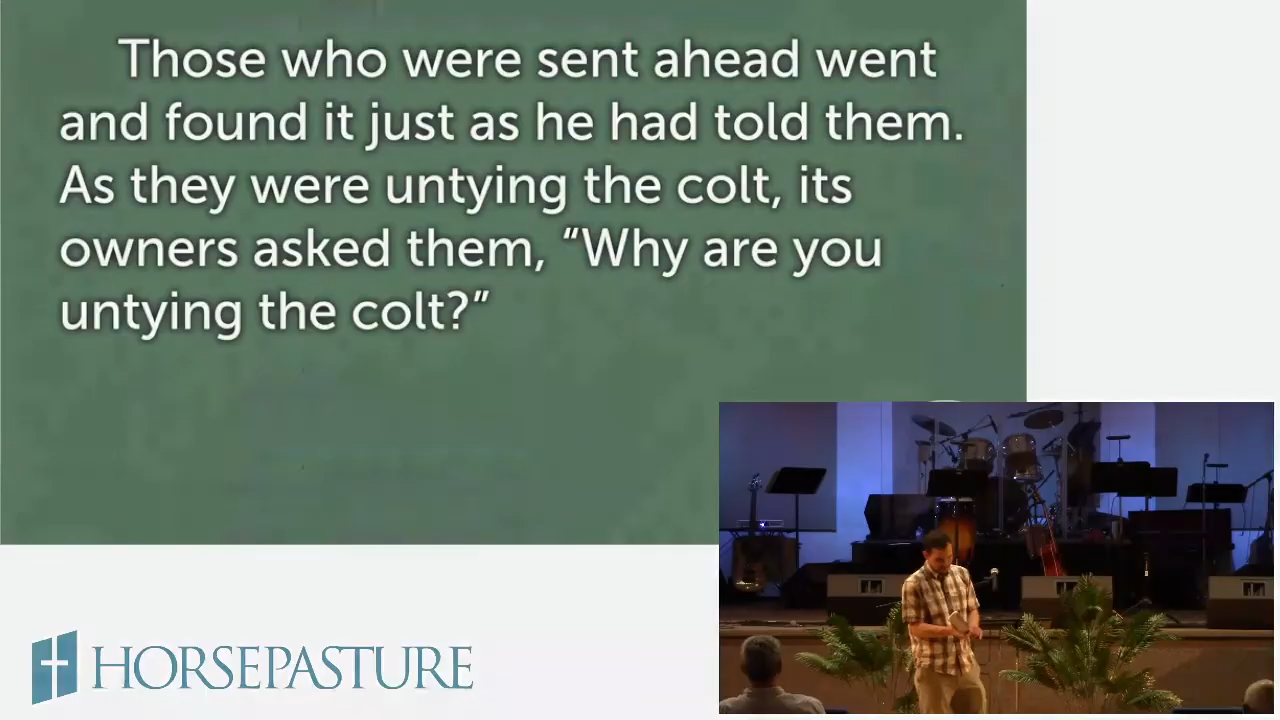 Those who were sent ahead went
and found it just as he had told them.
As they were untying the colt, its
owners asked them, “Why are you
untying the colt?”
HORSEPASTURE